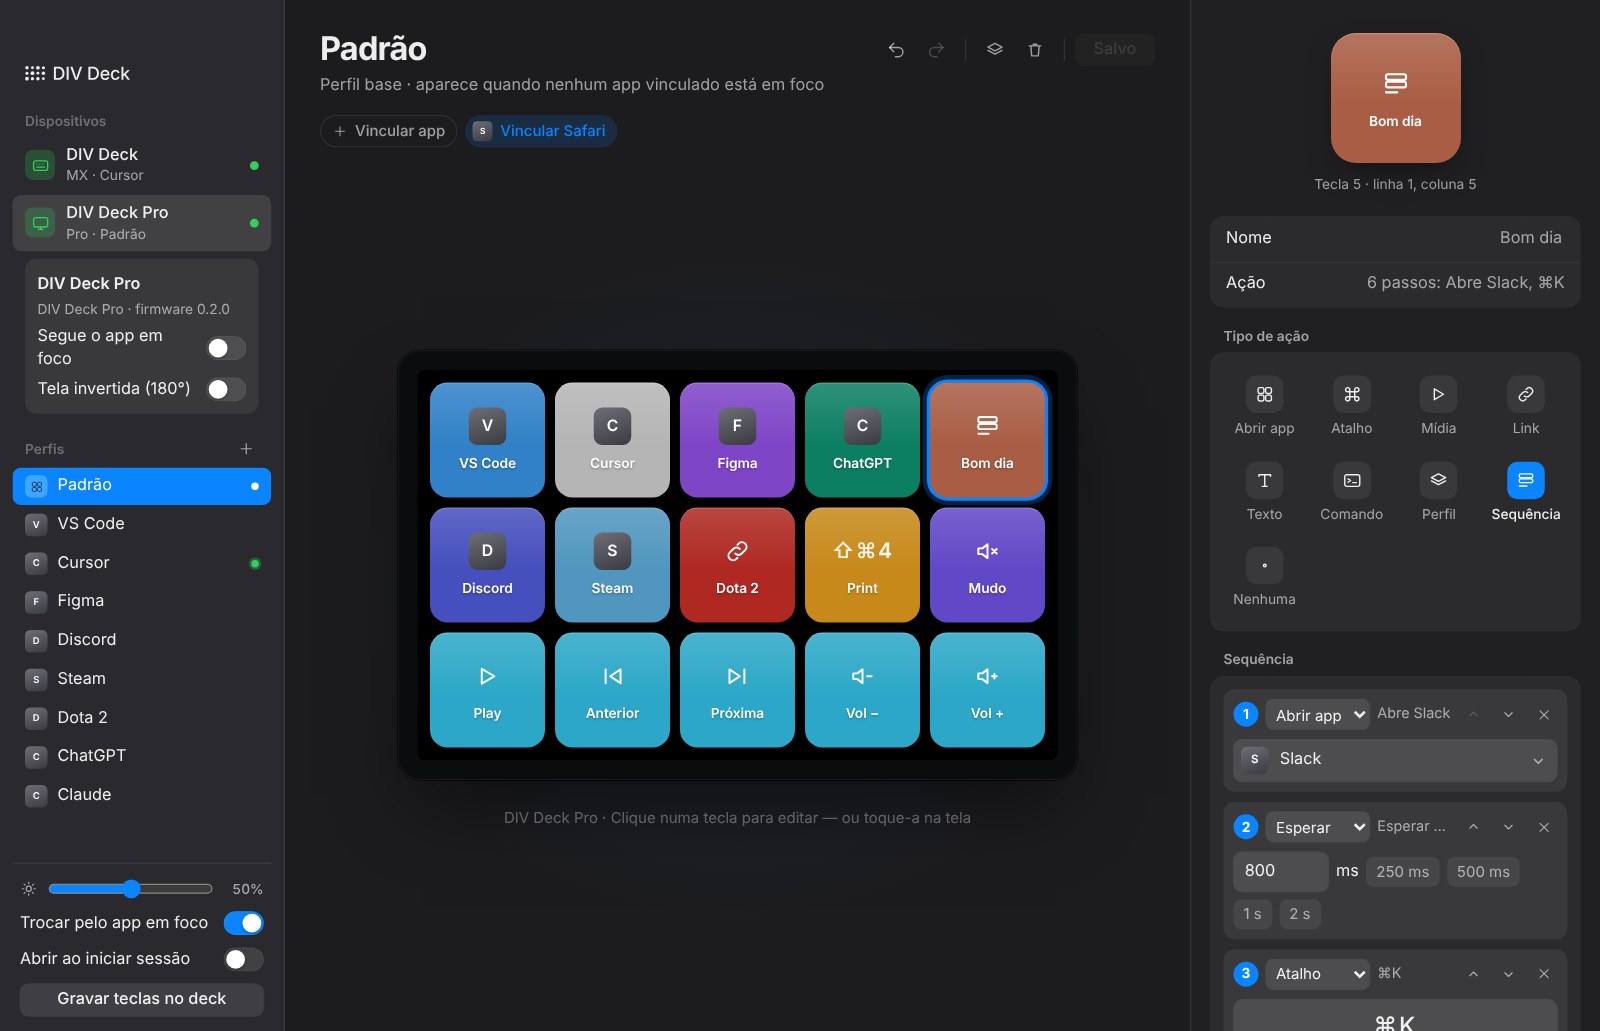 DIV Deck
Dispositivos
DIV Deck
MX · Cursor
DIV Deck Pro
Pro · Padrão
DIV Deck Pro
DIV Deck Pro · firmware 0.2.0
Segue o app em
foco
Tela invertida (180°)
Perfis
Padrão
V VS Code
C Cursor
F Figma
D Discord
S Steam
D Dota 2
C ChatGPT
C Claude
50%
Trocar pelo app em foco
Abrir ao iniciar sessão
Gravar teclas no deck
Padrão
Salvo
Perfil base · aparece quando nenhum app vinculado está em foco
+ Vincular app
S Vincular Safari
V
VS Code
C
Cursor
F
Figma
C
ChatGPT
Bom dia
D
Discord
S
Steam
Dota 2
⇧⌘4
Print
Mudo
Play
Anterior
Próxima
Vol −
Vol +
DIV Deck Pro · Clique numa tecla para editar — ou toque-a na tela
Bom dia
Tecla 5 · linha 1, coluna 5
Nome Bom dia
Ação 6 passos: Abre Slack, ⌘K
Tipo de ação
Abrir app
Atalho
Mídia
Link
Texto
Comando
Perfil
Sequência
Nenhuma
Sequência
1 Abrir app Abre Slack
S Slack
2 Esperar Esperar ...
800 ms 250 ms 500 ms
1 s 2 s
3 Atalho ⌘K
⌘K